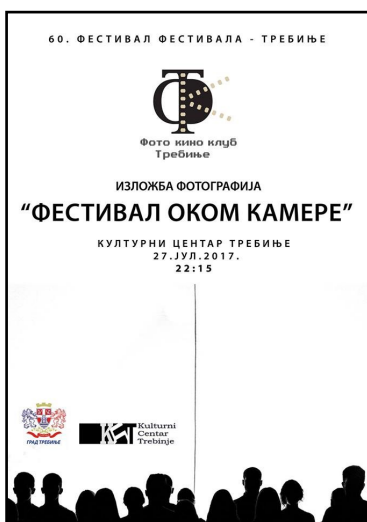 60. ФЕСТИВАЛ ФЕСТИВАЛА - ТРЕБИЊЕ
Фото кино клуб
Требиње
ИЗЛОЖБА ФОТОГРАФИЈА
“ФЕСТИВАЛ ОКОМ КАМЕРЕ”
КУЛТУРНИ ЦЕНТАР ТРЕБИЊЕ
27.ЈУЛ.2017.
22:15
ГРАД ТРЕБИЊЕ
Kulturni
Centar
Trebinje